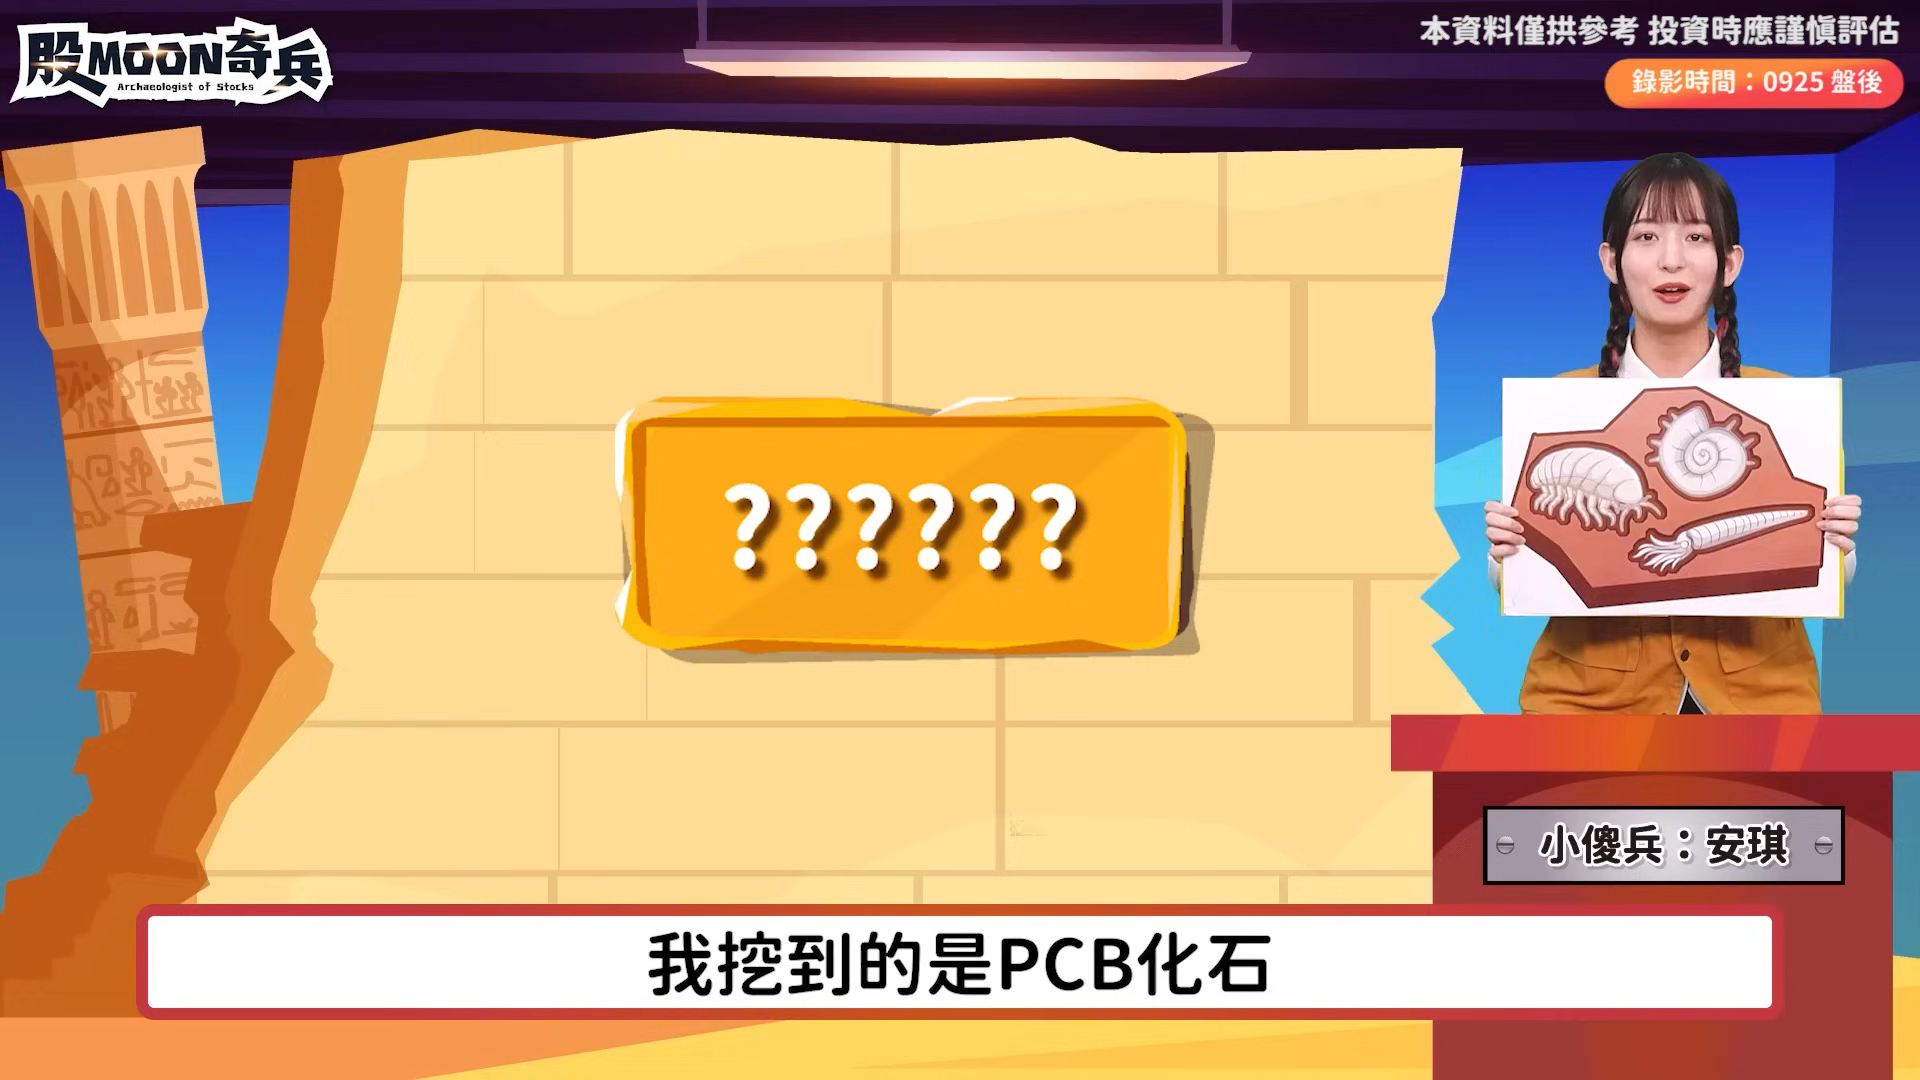 股MOON奇兵
Archaeologist of Stocks
本資料僅拱參考 投資時應謹慎評估
錄影時間：0925 盤後
??????
小傻兵：安琪
我挖到的是PCB化石